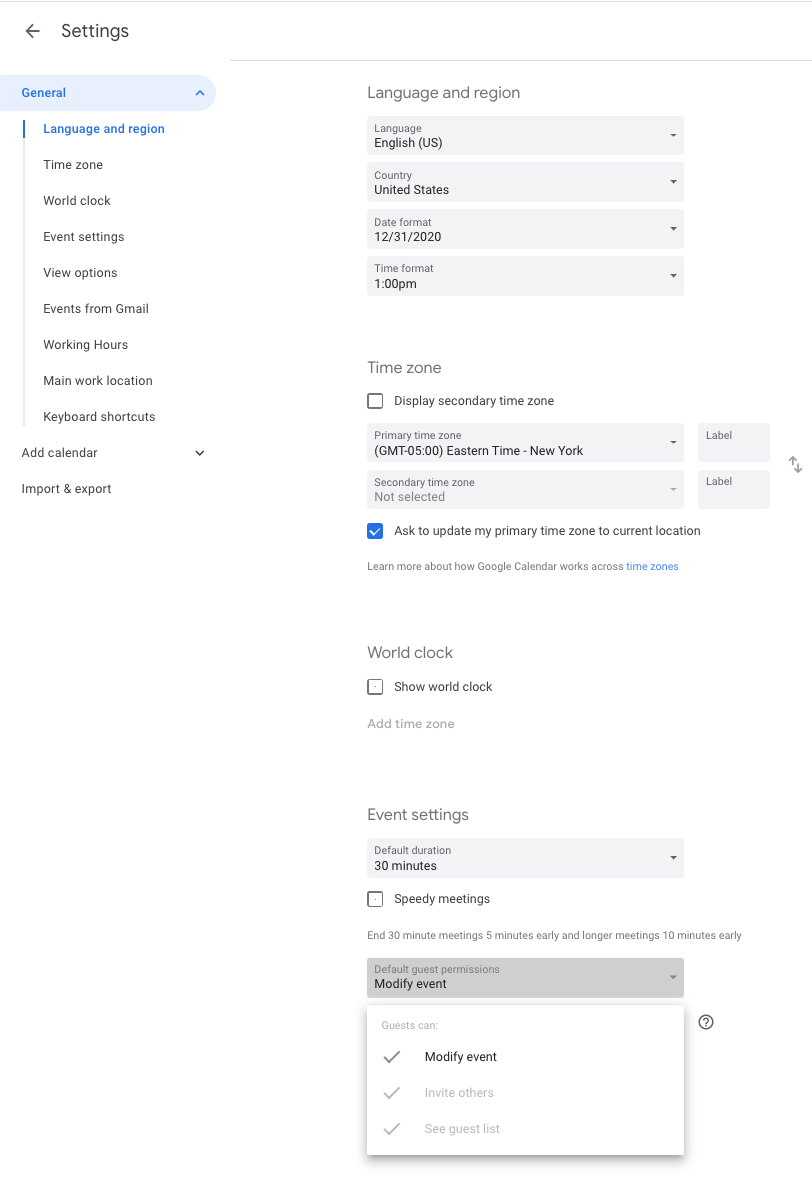 Settings
General
Language and region
Time zone
World clock
Event settings
View options
Events from Gmail
Working Hours
Main work location
Keyboard shortcuts
Add calendar
Import & export
Language and region
Language
English (US)
Country
United States
Date format
12/31/2020
Time format
1:00pm
Time zone
Display secondary time zone
Primary time zone
(GMT-05:00) Eastern Time - New York
Label
Secondary time zone
Not selected
Label
Ask to update my primary time zone to current location
Learn more about how Google Calendar works across time zones
World clock
Show world clock
Add time zone
Event settings
Default duration
30 minutes
Speedy meetings
End 30 minute meetings 5 minutes early and longer meetings 10 minutes early
Default guest permissions
Modify event
Guests can:
Modify event
Invite others
See guest list